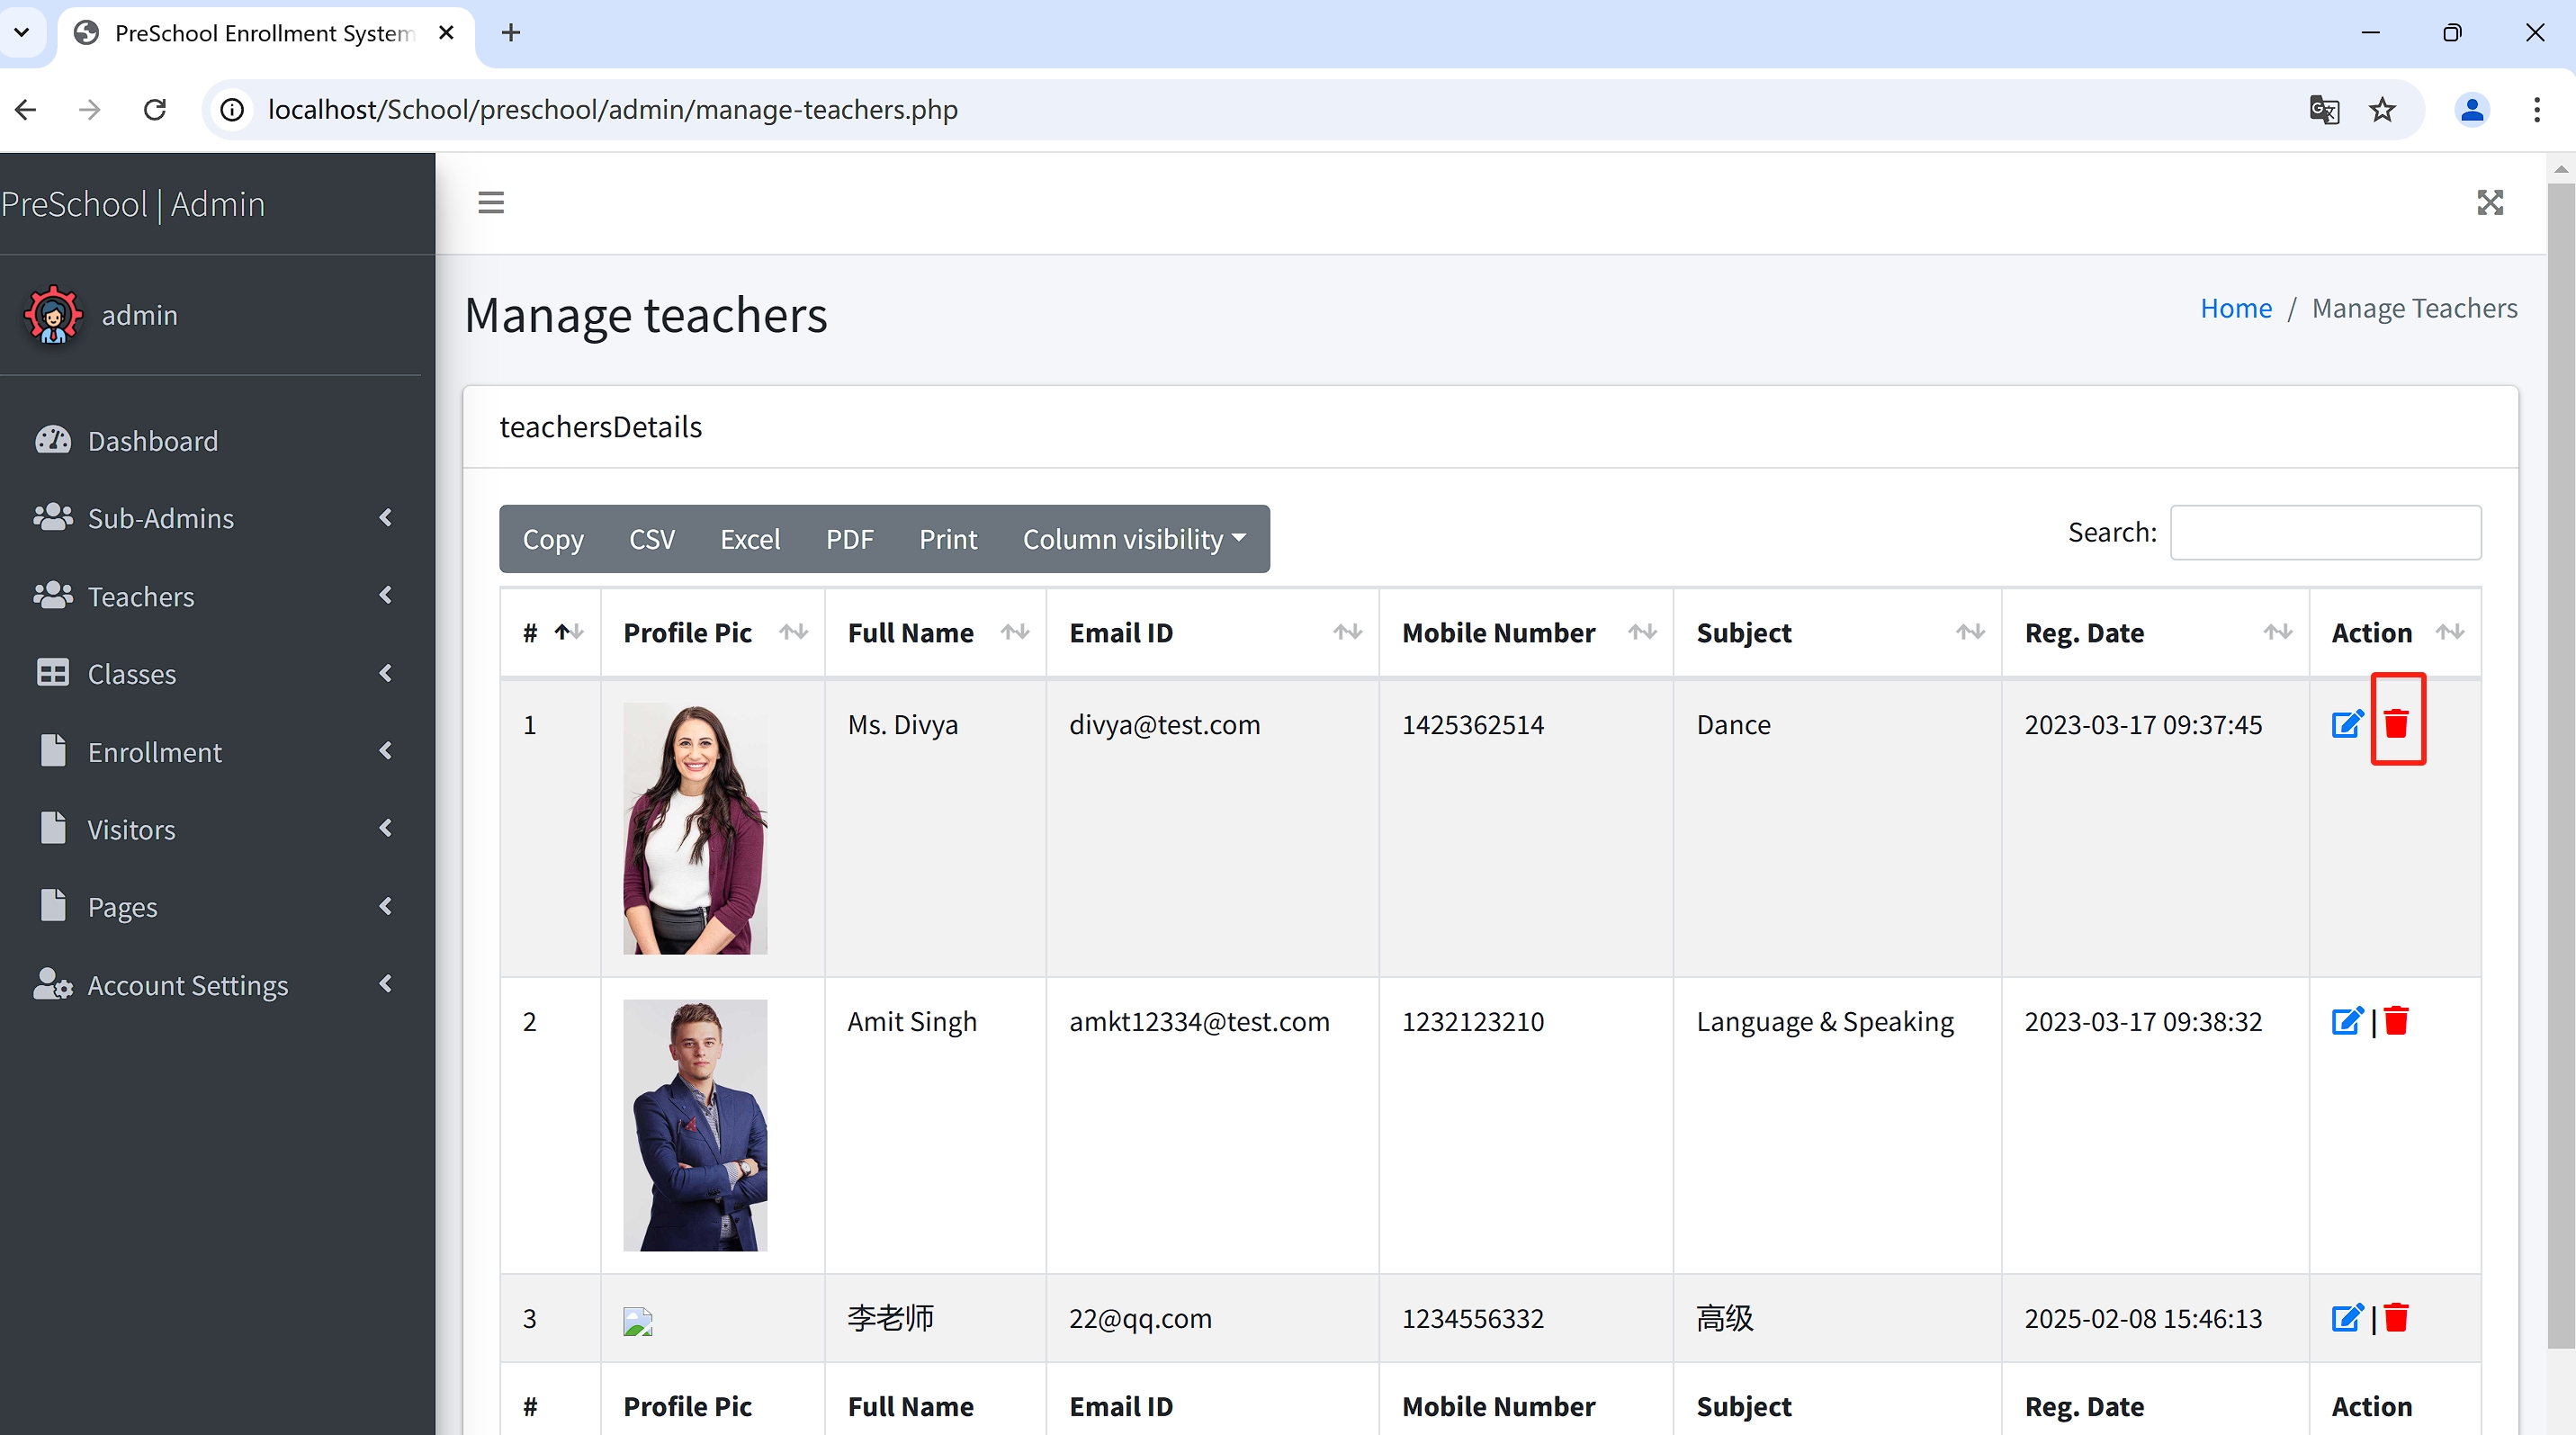 PreSchool Enrollment System
localhost/School/preschool/admin/manage-teachers.php
PreSchool | Admin
admin
Dashboard
Sub-Admins
Teachers
Classes
Enrollment
Visitors
Pages
Account Settings
Manage teachers
Home / Manage Teachers
teachersDetails
Copy CSV Excel PDF Print Column visibility
Search:
# Profile Pic Full Name Email ID Mobile Number Subject Reg. Date Action
1 Ms. Divya divya@test.com 1425362514 Dance 2023-03-17 09:37:45
2 Amit Singh amkt12334@test.com 1232123210 Language & Speaking 2023-03-17 09:38:32 |
3 李老师 22@qq.com 1234556332 高级 2025-02-08 15:46:13 |
# Profile Pic Full Name Email ID Mobile Number Subject Reg. Date Action